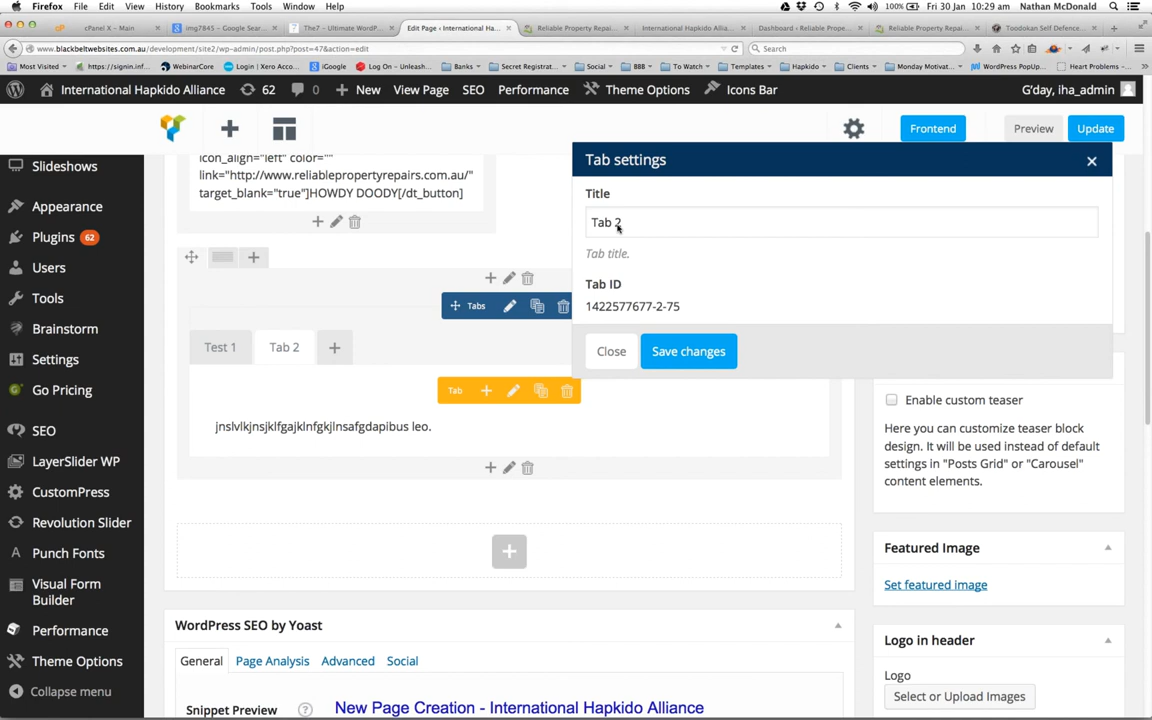 Firefox File Edit View History Bookmarks Tools Window Help 100% Fri 30 Jan 10:29 am Nathan McDonald
cPanel X – Main img7845 – Google Sear... The7 – Ultimate WordP... Edit Page ‹ International Ha... Reliable Property Repair... International Hapkido Allia... Dashboard ‹ Reliable Prope... Reliable Property Repairs ... Toodokan Self Defence...
www.blackbeltwebsites.com.au/development/site2/wp-admin/post.php?post=47&action=edit Search
Most Visited https://signin.inf... WebinarCore Login | Xero Acco... iGoogle Log On – Unleash... Banks Secret Registrat... Social BBB To Watch Templates Hapkido Clients Monday Motivat... WordPress PopUp... Heart Problems –...
International Hapkido Alliance 62 0 New View Page SEO Performance Theme Options Icons Bar G'day, iha_admin
Frontend Preview Update
Slideshows
Appearance
Plugins 62
Users
Tools
Brainstorm
Settings
Go Pricing
SEO
LayerSlider WP
CustomPress
Revolution Slider
Punch Fonts
Visual Form
Builder
Performance
Theme Options
Collapse menu
icon_align="left" color=""
link="http://www.reliablepropertyrepairs.com.au/"
target_blank="true"]HOWDY DOODY[/dt_button]
Tabs
Test 1 Tab 2
Tab
jnslvlkjnsjklfgajklnfgkjlnsafgdapibus leo.
Tab settings
Title
Tab 2
Tab title.
Tab ID
1422577677-2-75
Close Save changes
Enable custom teaser
Here you can customize teaser block
design. It will be used instead of default
settings in "Posts Grid" or "Carousel"
content elements.
Featured Image
Set featured image
Logo in header
Logo
Select or Upload Images
WordPress SEO by Yoast
General Page Analysis Advanced Social
Snippet Preview ? New Page Creation - International Hapkido Alliance